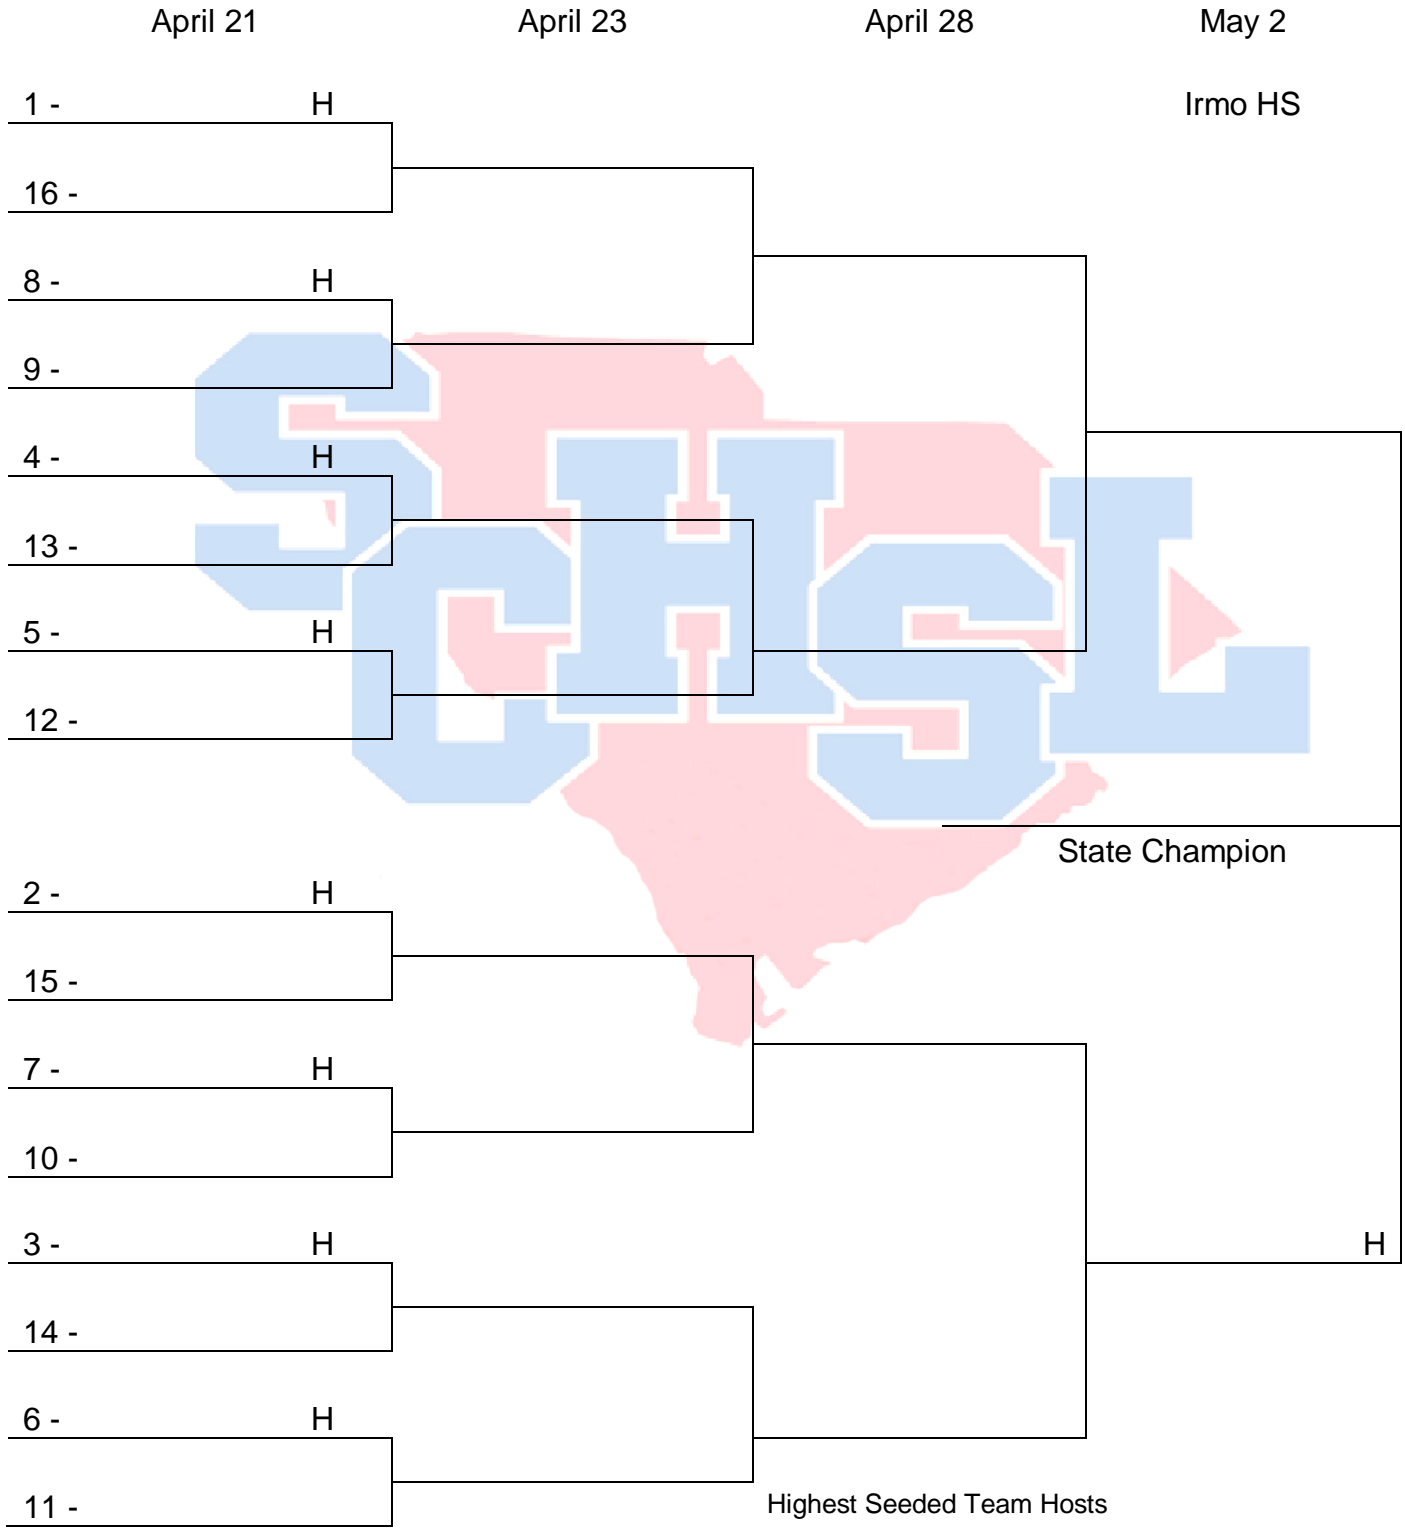 April 21 April 23 April 28 May 2
1 - H Irmo HS
16 -
8 - H
9 -
4 - H
13 -
5 - H
12 -
SCHSL
State Champion
2 - H
15 -
7 - H
10 -
3 - H H
14 -
6 - H
11 - Highest Seeded Team Hosts